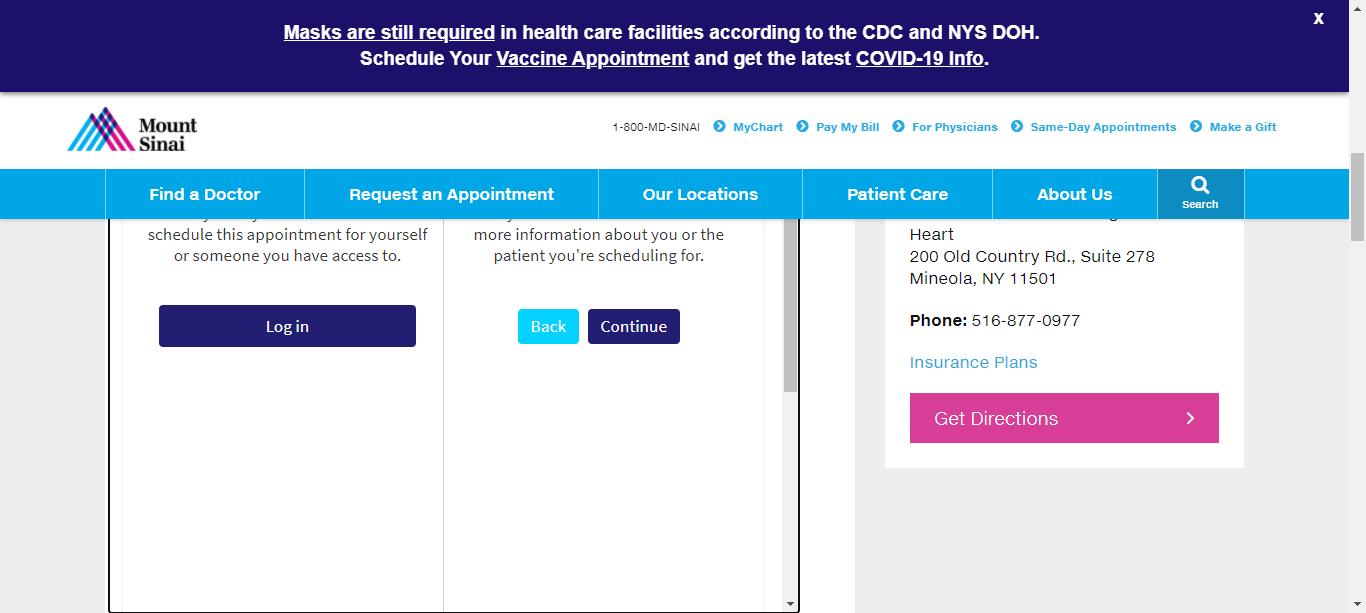 Masks are still required in health care facilities according to the CDC and NYS DOH.
Schedule Your Vaccine Appointment and get the latest COVID-19 Info.
X
Mount
Sinai
1-800-MD-SINAI MyChart Pay My Bill For Physicians Same-Day Appointments Make a Gift
Find a Doctor Request an Appointment Our Locations Patient Care About Us Search
schedule this appointment for yourself
or someone you have access to.
Log in
more information about you or the
patient you're scheduling for.
Back Continue
Heart
200 Old Country Rd., Suite 278
Mineola, NY 11501
Phone: 516-877-0977
Insurance Plans
Get Directions